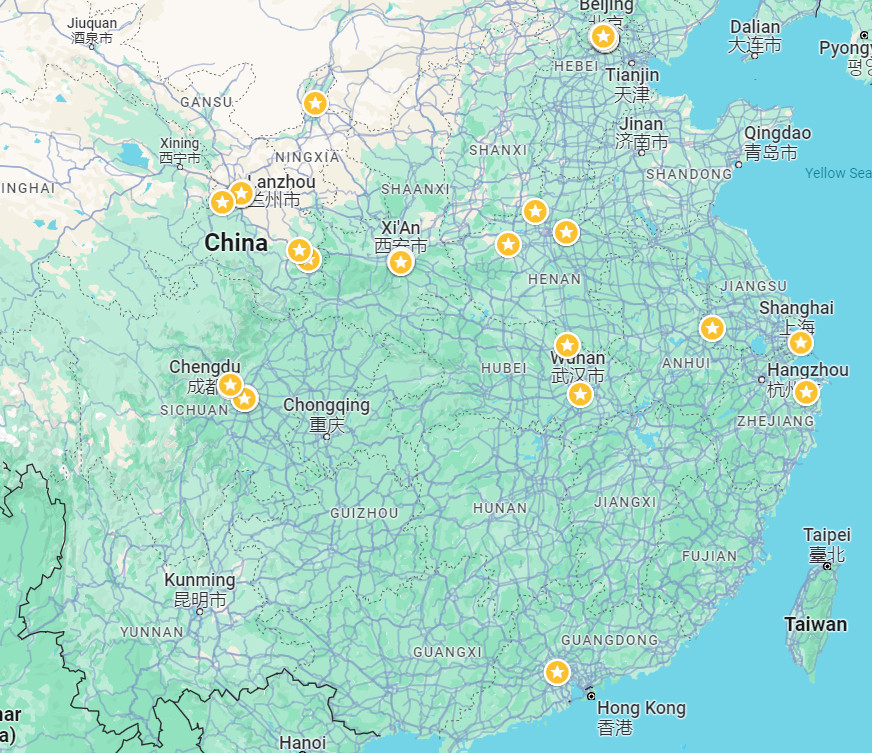 Beijing
北京
Jiuquan
酒泉市
Dalian
大连市
Pyongy
평양
HEBEI
Tianjin
天津
GANSU
Xining
西宁市
NINGXIA
SHANXI
Jinan
济南市
Qingdao
青岛市
SHANDONG
Yellow Sea
INGHAI
Lanzhou
兰州市
SHAANXI
China
Xi'An
西安市
HENAN
JIANGSU
Shanghai
上海
Chengdu
成都
SICHUAN
HUBEI
Wuhan
武汉市
ANHUI
Hangzhou
杭州
ZHEJIANG
Chongqing
重庆
GUIZHOU
HUNAN
JIANGXI
FUJIAN
Taipei
臺北
Kunming
昆明市
YUNNAN
Taiwan
GUANGXI
GUANGDONG
Hong Kong
香港
Hanoi
nar
a)